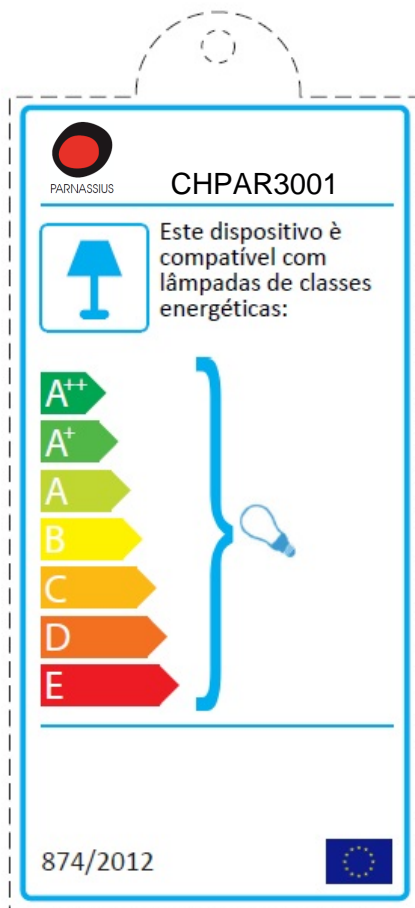 PARNASSIUS
CHPAR3001
Este dispositivo è
compatível com
lâmpadas de classes
energéticas:
A++
A+
A
B
C
D
E
874/2012